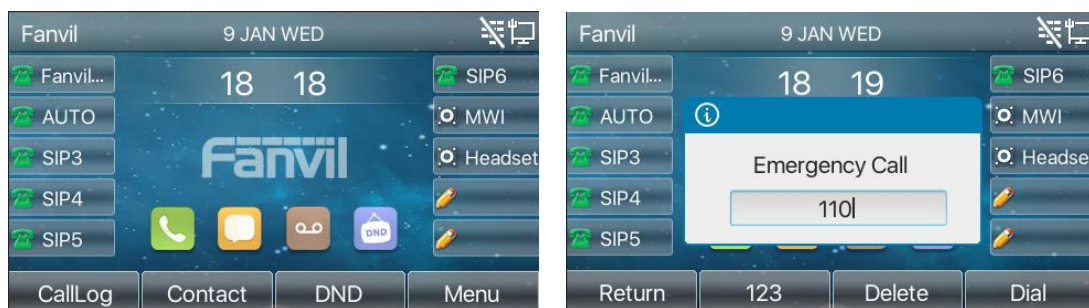 Fanvil 9 JAN WED
Fanvil... 18 18 SIP6
AUTO MWI
SIP3 Fanvil Headset
SIP4
SIP5 DND
CallLog Contact DND Menu
Fanvil 9 JAN WED
Fanvil... 18 19 SIP6
AUTO MWI
SIP3 Emergency Call Headse
SIP4 110
SIP5
Return 123 Delete Dial